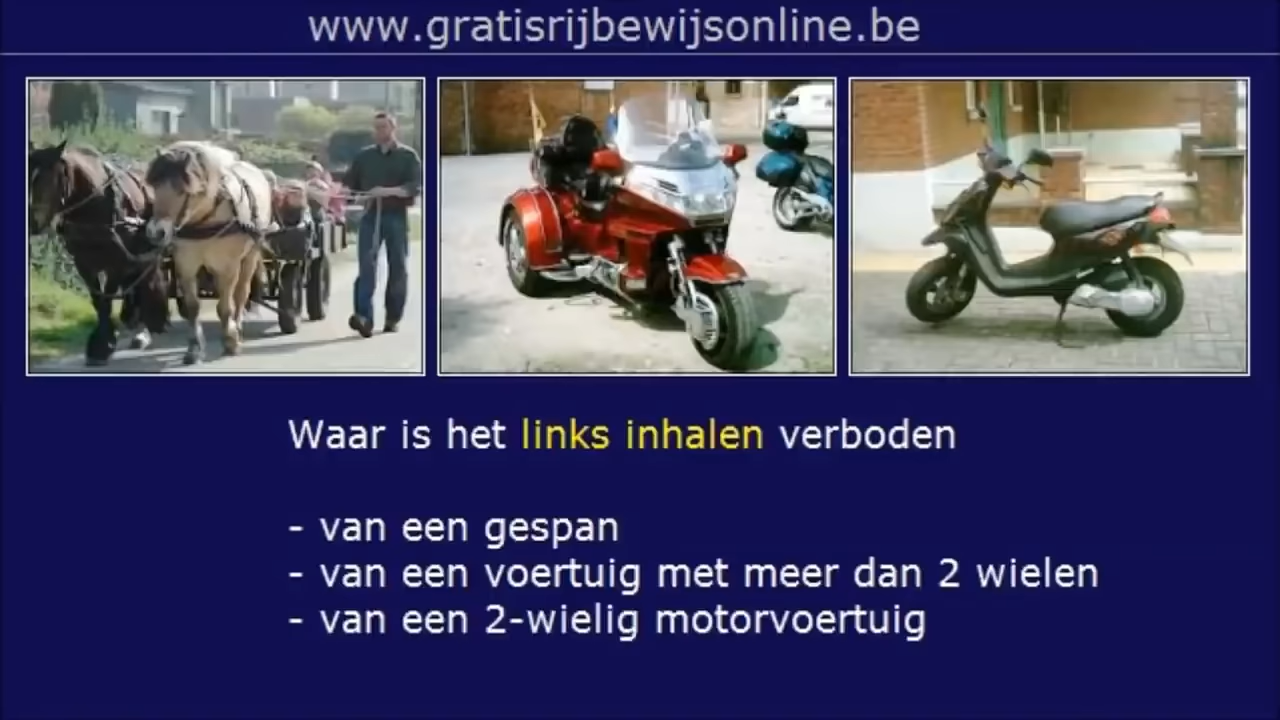 www.gratisrijbewijsonline.be
Waar is het links inhalen verboden
- van een gespan
- van een voertuig met meer dan 2 wielen
- van een 2-wielig motorvoertuig